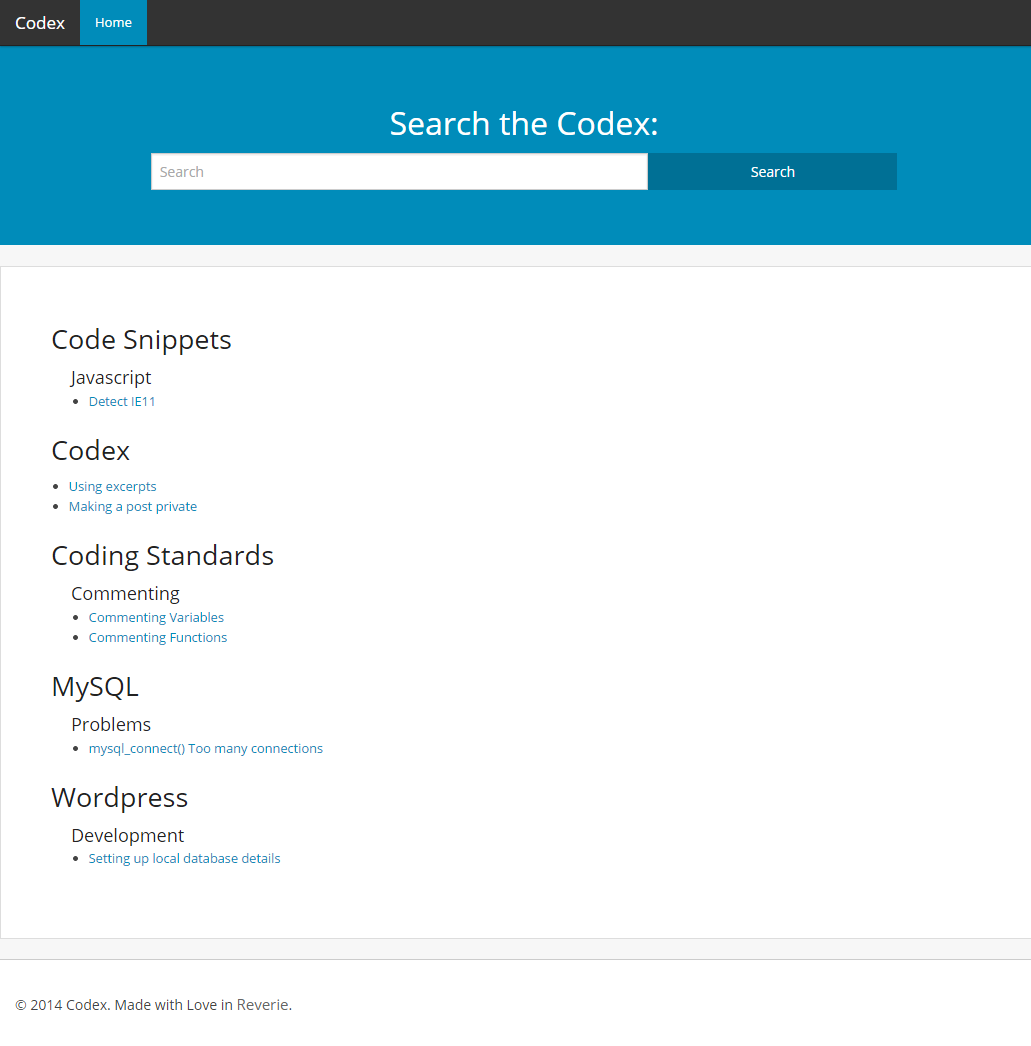 Codex Home
Search the Codex:
Search Search
Code Snippets
Javascript
Detect IE11
Codex
Using excerpts
Making a post private
Coding Standards
Commenting
Commenting Variables
Commenting Functions
MySQL
Problems
mysql_connect() Too many connections
Wordpress
Development
Setting up local database details
© 2014 Codex. Made with Love in Reverie.